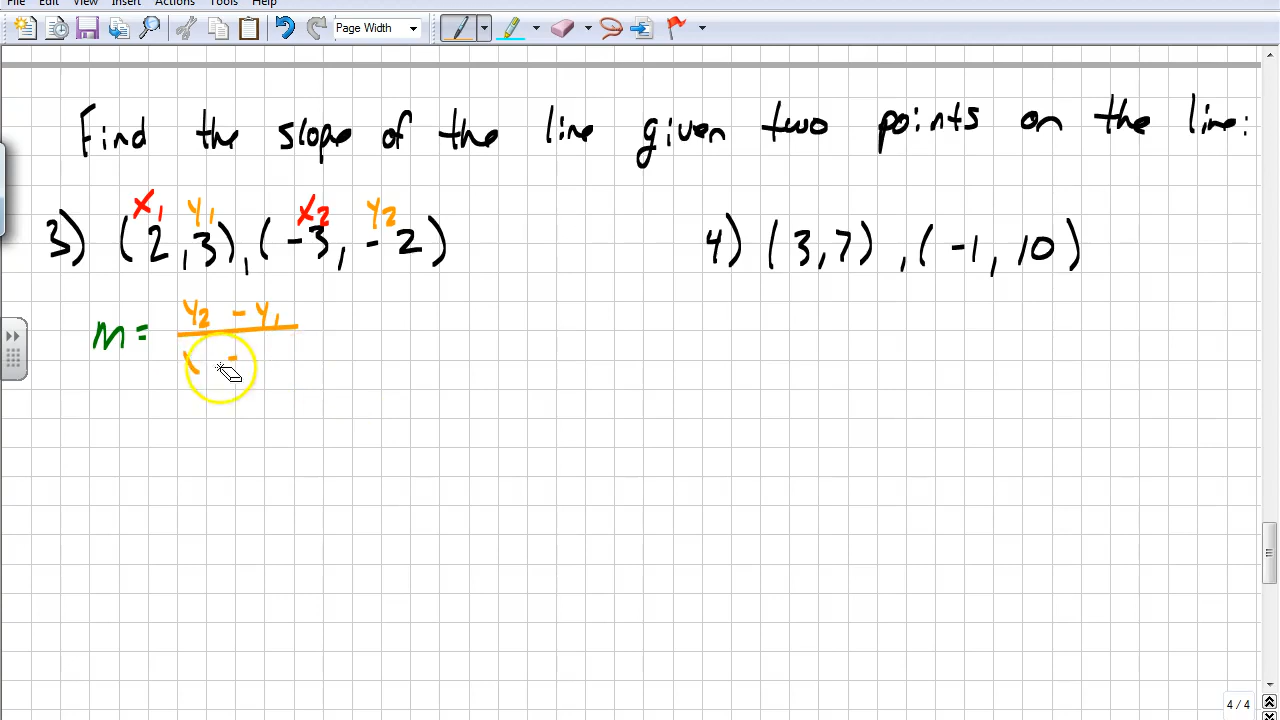 File Edit View Insert Actions Tools Help
Page Width
Find the slope of the line given two points on the line:
x1 y1 x2 y2
3) (2,3),(-3,-2) 4) (3,7),(-1,10)
m= y2 - y1
-
4 / 4